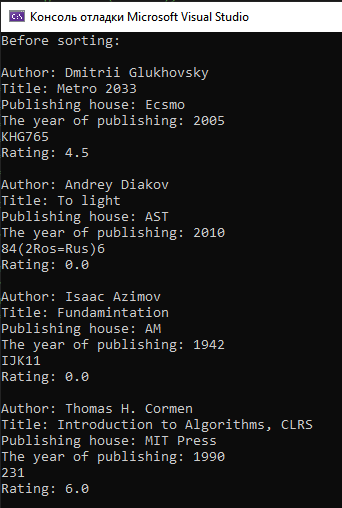 Консоль отладки Microsoft Visual Studio
Before sorting:
Author: Dmitrii Glukhovsky
Title: Metro 2033
Publishing house: Ecsmo
The year of publishing: 2005
KHG765
Rating: 4.5
Author: Andrey Diakov
Title: To light
Publishing house: AST
The year of publishing: 2010
84(2Ros=Rus)6
Rating: 0.0
Author: Isaac Azimov
Title: Fundamintation
Publishing house: AM
The year of publishing: 1942
IJK11
Rating: 0.0
Author: Thomas H. Cormen
Title: Introduction to Algorithms, CLRS
Publishing house: MIT Press
The year of publishing: 1990
231
Rating: 6.0